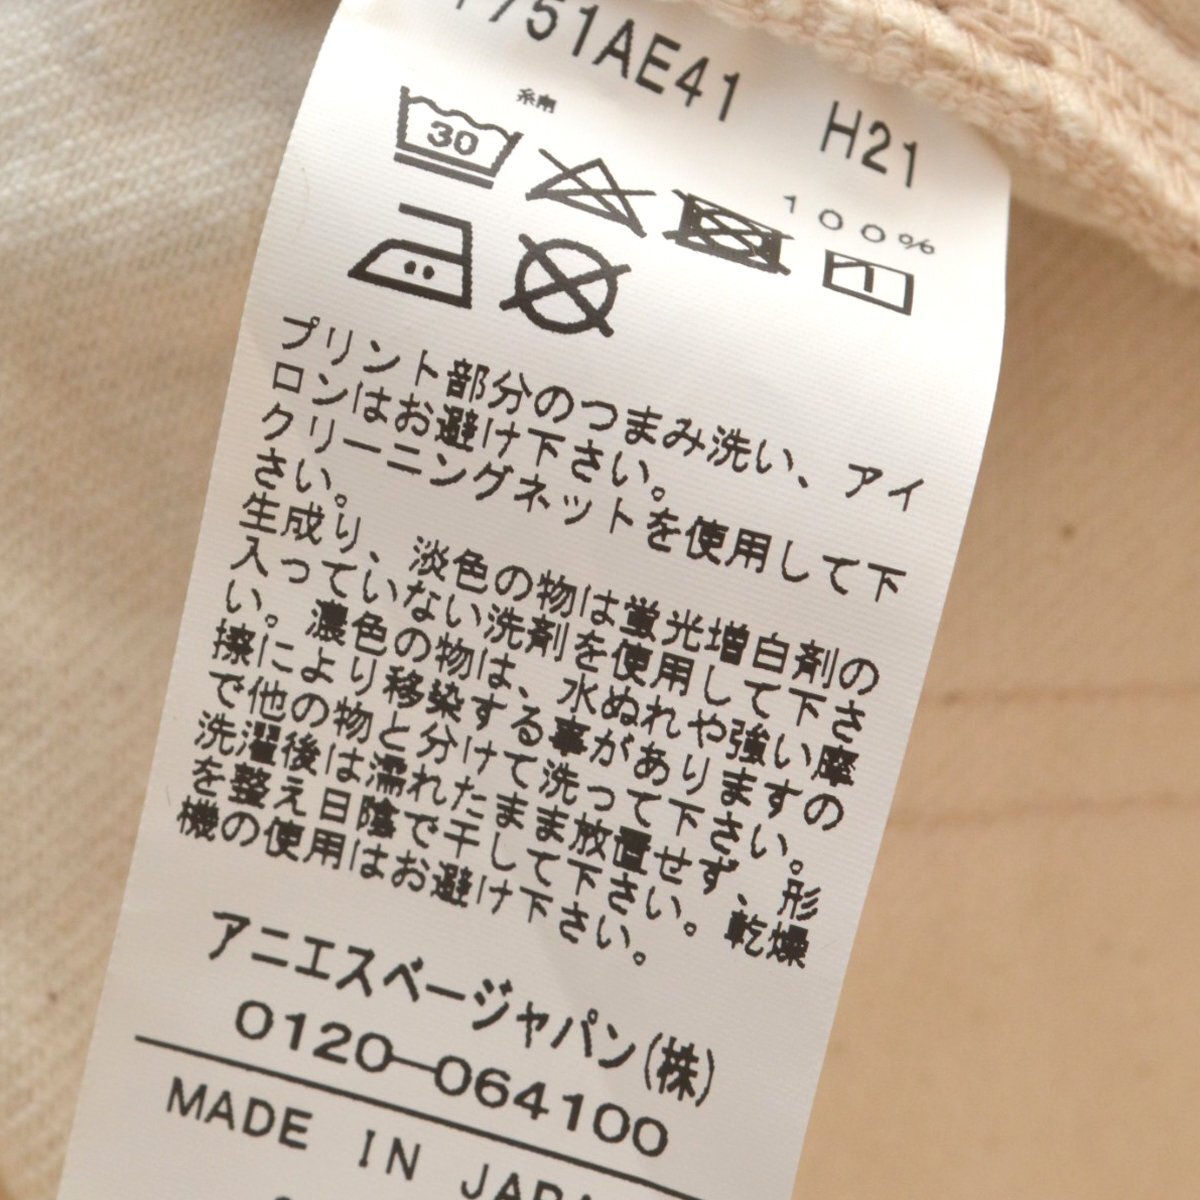 1751AE41 H21
綿 100%
30
1
プリント部分のつまみ洗い、アイ
ロンはお避け下さい。
クリーニングネットを使用して下
さい。
生成り、淡色の物は蛍光増白剤の
入っていない洗剤を使用して下さ
い。濃色の物は、水ぬれや強い摩
擦により移染する事がありますの
で他の物と分けて洗って下さい。
洗濯後は濡れたまま放置せず、形
を整え日陰で干して下さい。乾燥
機の使用はお避け下さい。
アニエスベージャパン(株)
0120-064100
MADE IN JAPA